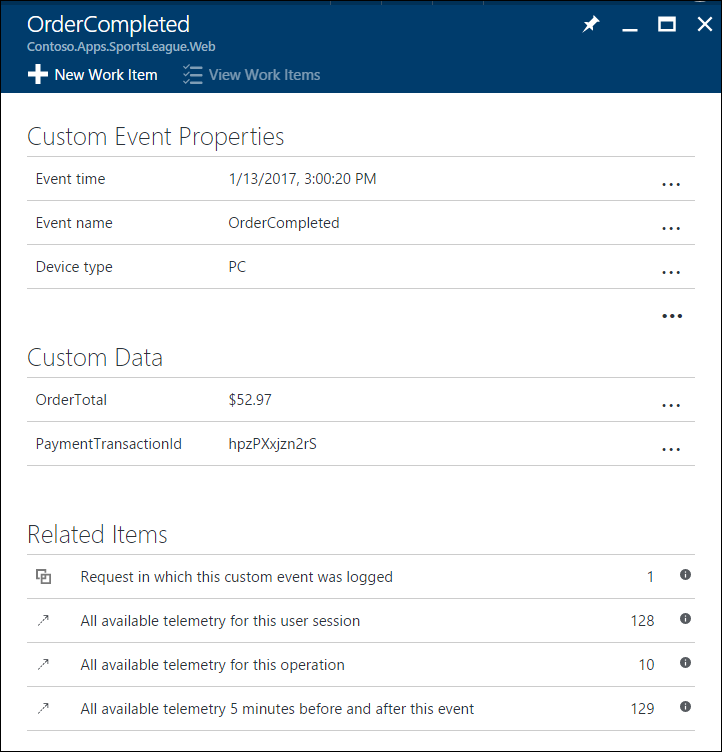 OrderCompleted
Contoso.Apps.SportsLeague.Web
New Work Item View Work Items
Custom Event Properties
Event time 1/13/2017, 3:00:20 PM ...
Event name OrderCompleted ...
Device type PC ...
...
Custom Data
OrderTotal $52.97 ...
PaymentTransactionId hpzPXxjzn2rS ...
Related Items
Request in which this custom event was logged 1
All available telemetry for this user session 128
All available telemetry for this operation 10
All available telemetry 5 minutes before and after this event 129